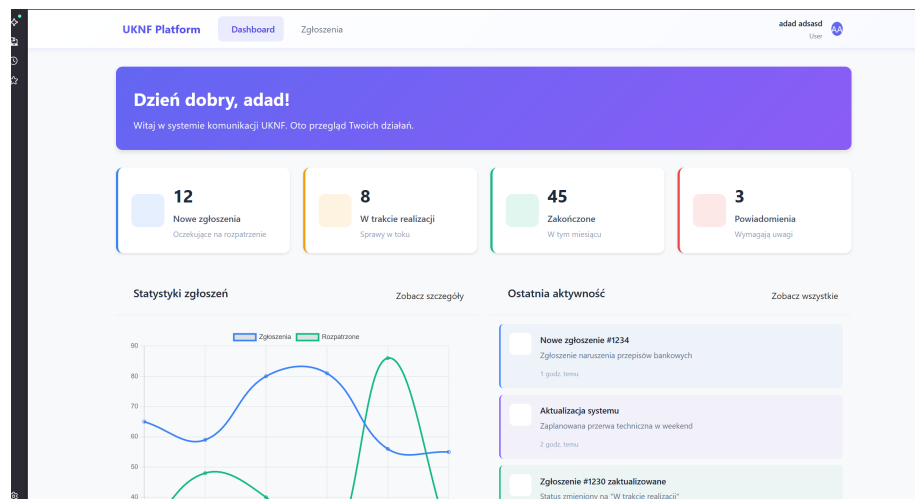 UKNF Platform
Dashboard
Zgłoszenia
adad adsasd
User
AA
Dzień dobry, adad!
Witaj w systemie komunikacji UKNF. Oto przegląd Twoich działań.
12
Nowe zgłoszenia
Oczekujące na rozpatrzenie
8
W trakcie realizacji
Sprawy w toku
45
Zakończone
W tym miesiącu
3
Powiadomienia
Wymagają uwagi
Statystyki zgłoszeń
Zobacz szczegóły
Zgłoszenia
Rozpatrzone
90
80
70
60
50
40
Ostatnia aktywność
Zobacz wszystkie
Nowe zgłoszenie #1234
Zgłoszenie naruszenia przepisów bankowych
1 godz. temu
Aktualizacja systemu
Zaplanowana przerwa techniczna w weekend
2 godz. temu
Zgłoszenie #1230 zaktualizowane
Status zmieniony na "W trakcie realizacji"